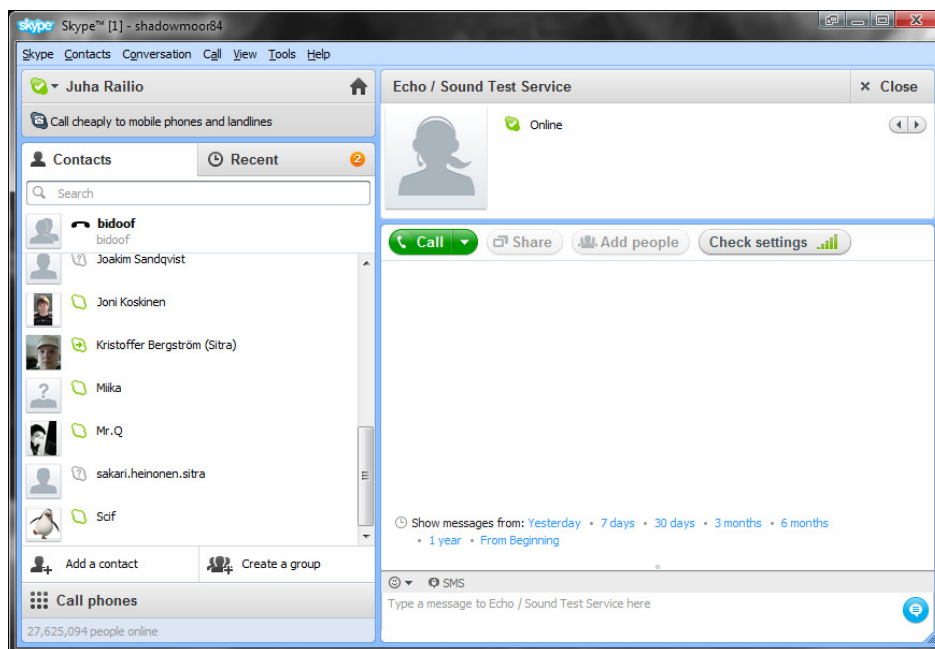 skype Skype™ [1] - shadowmoor84
Skype Contacts Conversation Call View Tools Help
Juha Railio
Call cheaply to mobile phones and landlines
Contacts
Recent 2
Search
bidoof
bidoof
Joakim Sandqvist
Joni Koskinen
Kristoffer Bergström (Sitra)
Miika
Mr.Q
sakari.heinonen.sitra
Scif
Add a contact
Create a group
Call phones
27,625,094 people online
Echo / Sound Test Service
× Close
Online
Call
Share
Add people
Check settings
Show messages from: Yesterday • 7 days • 30 days • 3 months • 6 months
• 1 year • From Beginning
SMS
Type a message to Echo / Sound Test Service here